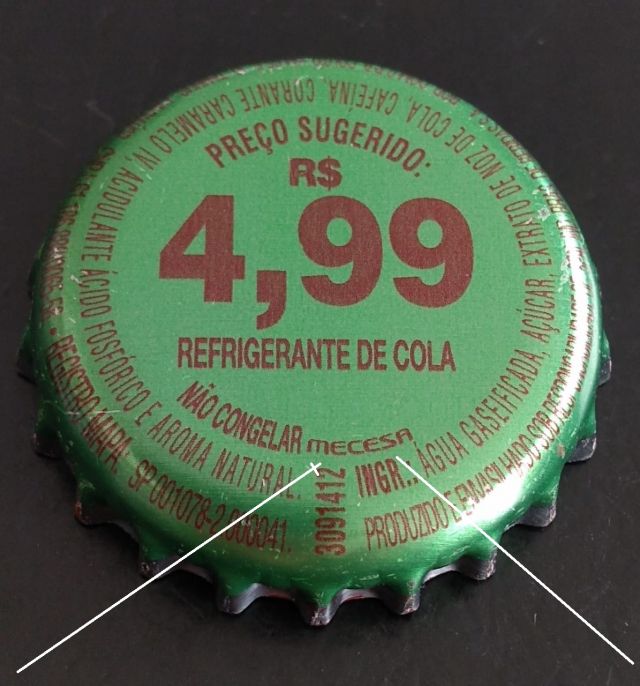 PREÇO SUGERIDO:
R$
4,99
REFRIGERANTE DE COLA
NÃO CONGELAR mecesa
INGR.: ÁGUA GASEIFICADA, AÇÚCAR, EXTRATO DE NOZ DE COLA, CAFEÍNA, CORANTE CARAMELO IV, ACIDULANTE ÁCIDO FOSFÓRICO E AROMA NATURAL.
PRODUZIDO E ENVASILHADO SOB
REGISTRO MAPA: SP 001078-2.000041.
3091412